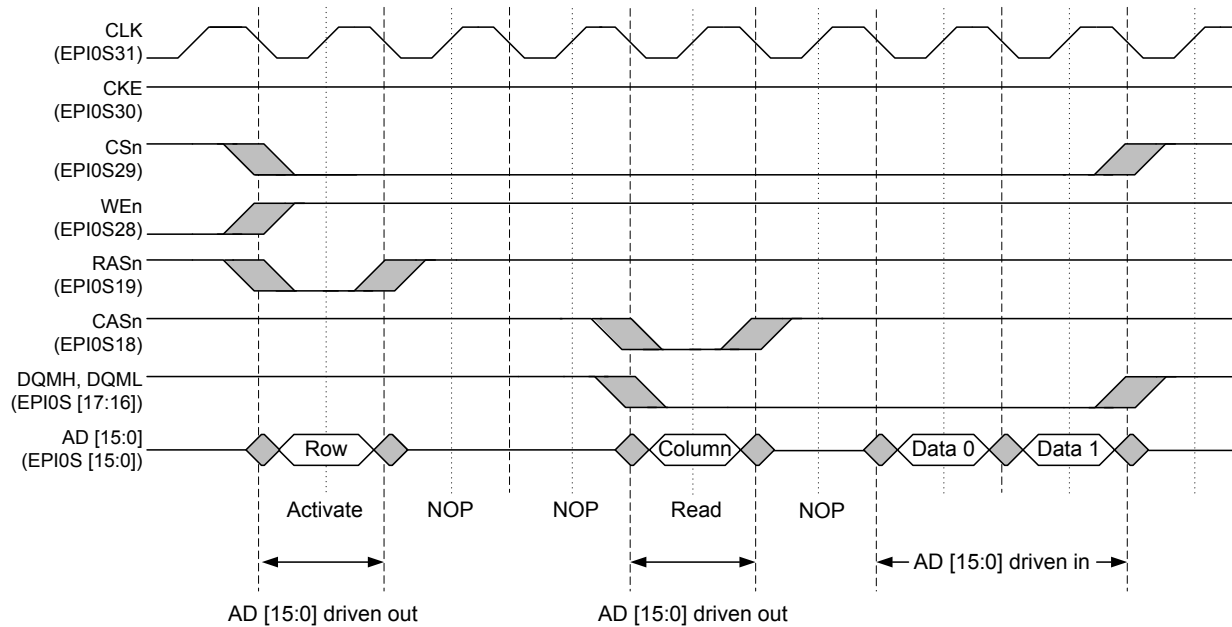 CLK
(EPI0S31)
CKE
(EPI0S30)
CSn
(EPI0S29)
WEn
(EPI0S28)
RASn
(EPI0S19)
CASn
(EPI0S18)
DQMH, DQML
(EPI0S [17:16])
AD [15:0]
(EPI0S [15:0])
Row
Column
Data 0
Data 1
Activate
NOP
NOP
Read
NOP
AD [15:0] driven in
AD [15:0] driven out
AD [15:0] driven out